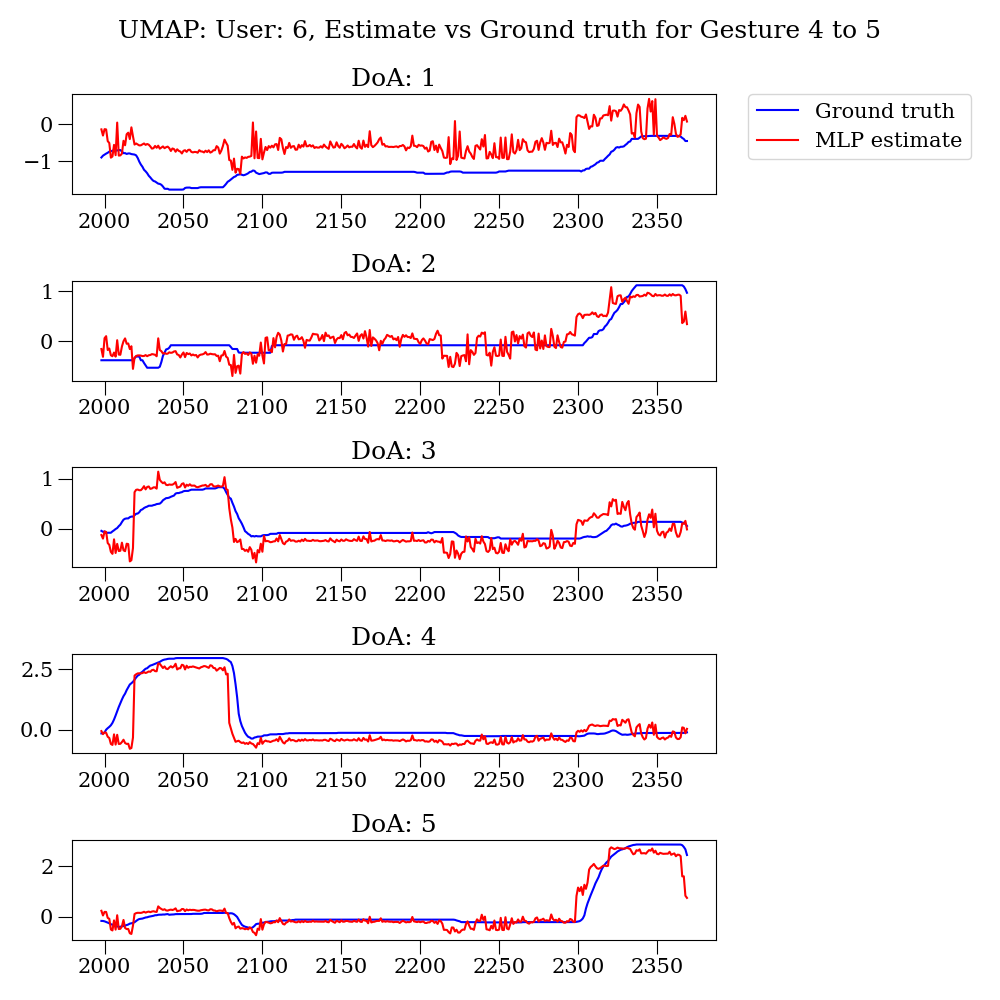 UMAP: User: 6, Estimate vs Ground truth for Gesture 4 to 5
DoA: 1
Ground truth
MLP estimate
0
−1
2000 2050 2100 2150 2200 2250 2300 2350
DoA: 2
1
0
2000 2050 2100 2150 2200 2250 2300 2350
DoA: 3
1
0
2000 2050 2100 2150 2200 2250 2300 2350
DoA: 4
2.5
0.0
2000 2050 2100 2150 2200 2250 2300 2350
DoA: 5
2
0
2000 2050 2100 2150 2200 2250 2300 2350